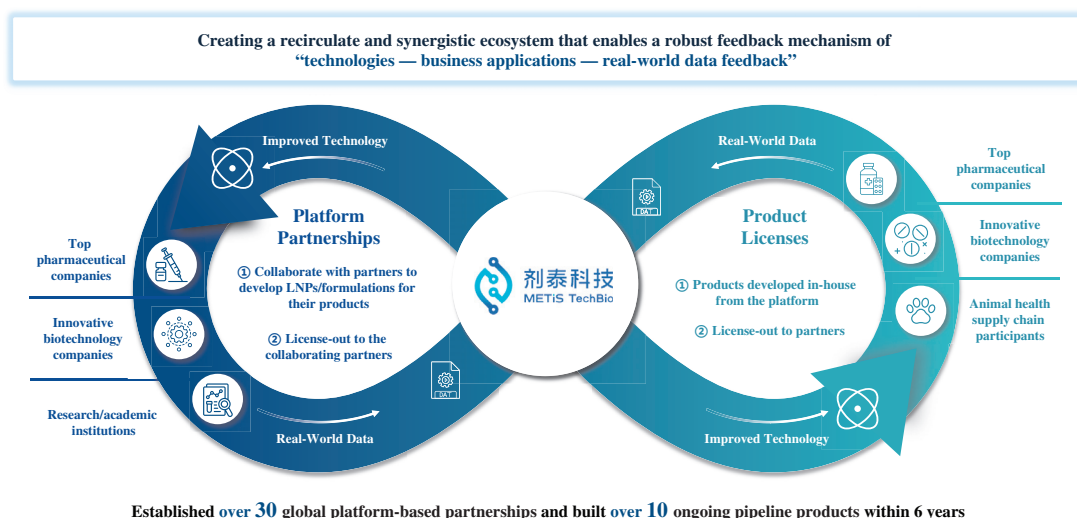 Creating a recirculate and synergistic ecosystem that enables a robust feedback mechanism of
“technologies — business applications — real-world data feedback”
Improved Technology
Platform
Partnerships
① Collaborate with partners to
develop LNPs/formulations for
their products
② License-out to the
collaborating partners
Top
pharmaceutical
companies
Innovative
biotechnology
companies
Research/academic
institutions
Real-World Data
DAT
剂泰科技
METiS TechBio
Real-World Data
DAT
Product
Licenses
① Products developed in-house
from the platform
② License-out to partners
Improved Technology
Top
pharmaceutical
companies
Innovative
biotechnology
companies
Animal health
supply chain
participants
Established over 30 global platform-based partnerships and built over 10 ongoing pipeline products within 6 years